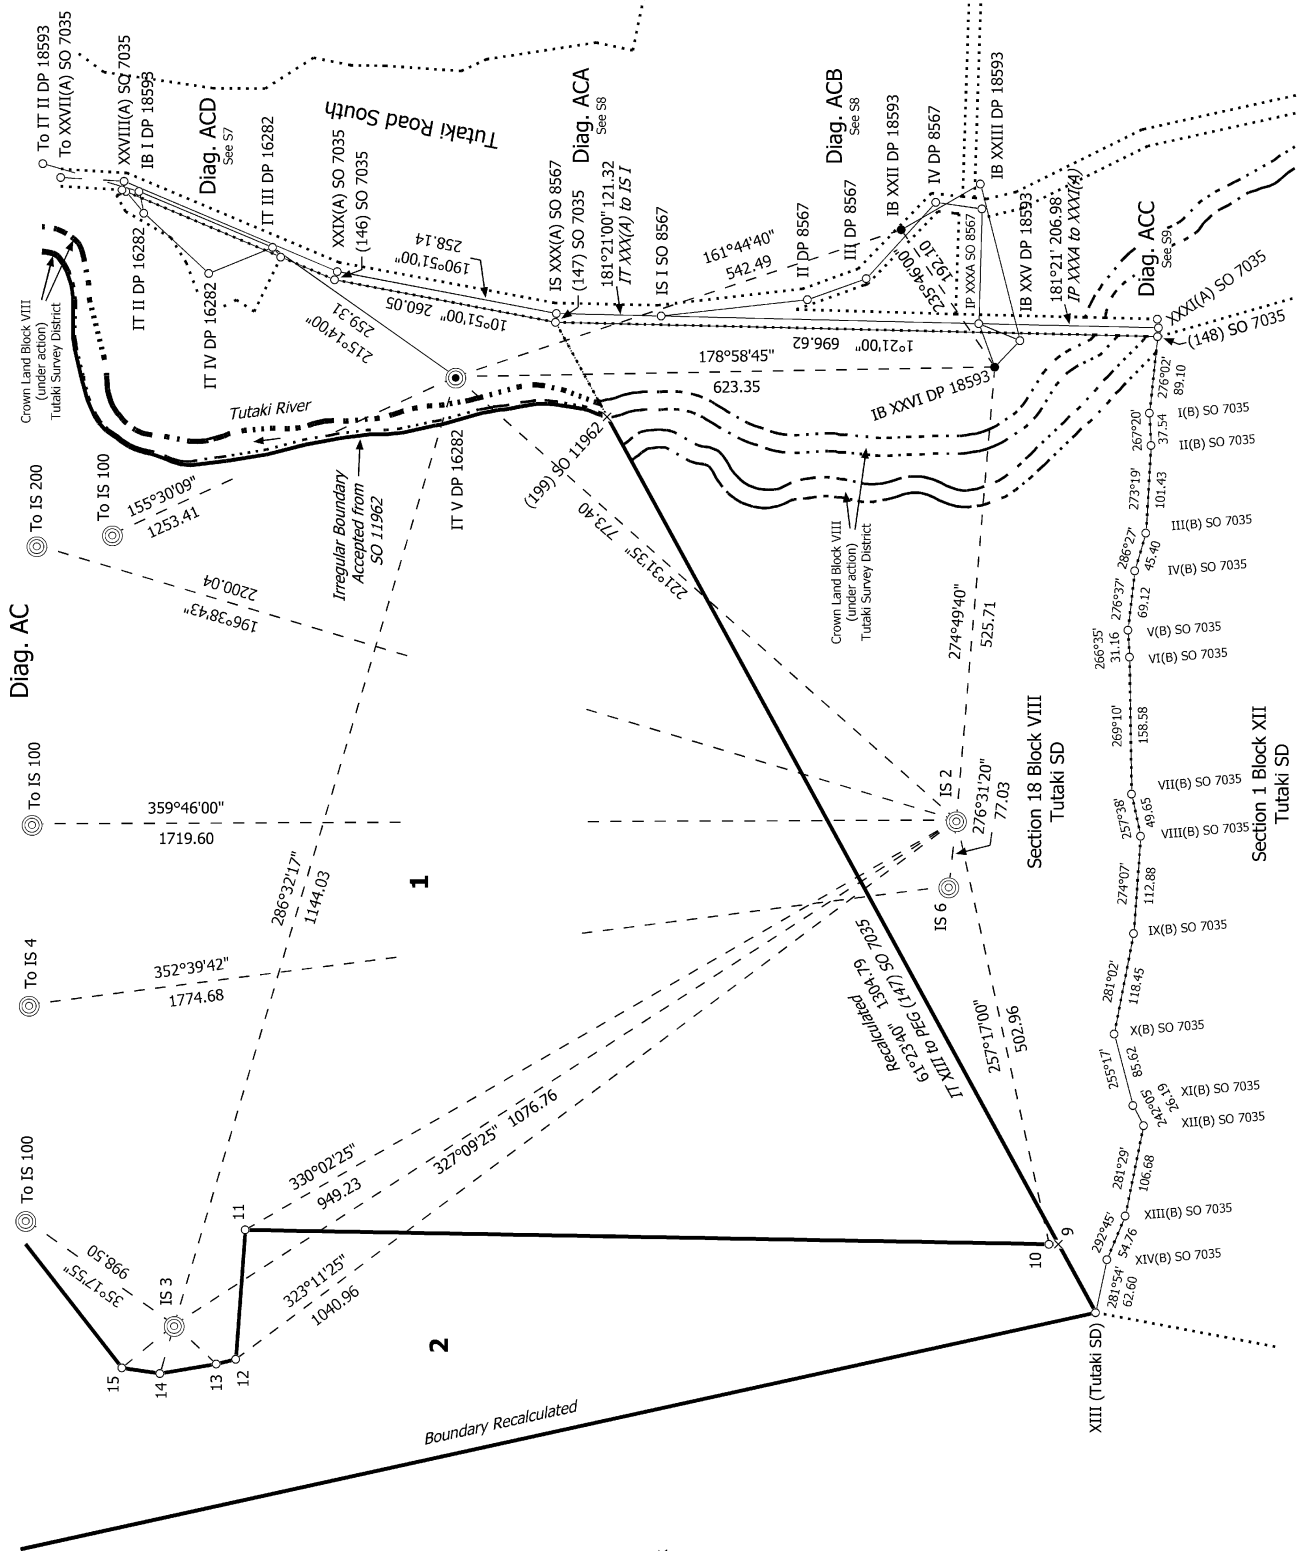 Diag. AC
To IT II DP 18593
To XXVII(A) SO 7035
XXVIII(A) SO 7035
IB I DP 18593
Diag. ACD
See S7
IT III DP 16282
XXIX(A) SO 7035
(146) SO 7035
Tutaki Road South
258.14
190°51'00"
IS XXX(A) SO 8567
(147) SO 7035
Diag. ACA
See S8
181°21'00" 121.32
IT XXX(A) to IS I
IS I SO 8567
161°44'40"
542.49
II DP 8567
III DP 8567
Diag. ACB
See S8
IB XXII DP 18593
IV DP 8567
IB XXIII DP 18593
IP XXXA SO 8567
IB XXV DP 18593
235°46'00"
192.10
181°21' 206.98
IP XXXA to XXXI(4)
Diag. ACC
See S9
XXXI(A) SO 7035
(148) SO 7035
Crown Land Block VIII
(under action)
Tutaki Survey District
IT III DP 16282
IT IV DP 16282
259.31
215°14'00"
10°51'00" 260.05
1°21'00" 696.62
178°58'45"
623.35
IB XXVI DP 18593
Tutaki River
IT V DP 16282
(199) SO 11962
Irregular Boundary
Accepted from
SO 11962
To IS 200
To IS 100
155°30'09"
1253.41
2200.04
196°38'43"
773.40
221°31'35"
Crown Land Block VIII
(under action)
Tutaki Survey District
274°49'40"
525.71
276°02'
89.10
I(B) SO 7035
267°20'
37.54
II(B) SO 7035
273°19'
101.43
III(B) SO 7035
286°27'
45.40
IV(B) SO 7035
276°37'
69.12
V(B) SO 7035
266°35'
31.16
VI(B) SO 7035
269°10'
158.58
VII(B) SO 7035
257°38'
49.65
VIII(B) SO 7035
274°07'
112.88
IX(B) SO 7035
281°02'
118.45
X(B) SO 7035
255°17'
85.62
XI(B) SO 7035
242°05'
26.19
XII(B) SO 7035
281°29'
106.68
XIII(B) SO 7035
292°45'
54.76
XIV(B) SO 7035
281°54'
62.60
XIII (Tutaki SD)
Section 18 Block VIII
Tutaki SD
Section 1 Block XII
Tutaki SD
To IS 100
359°46'00"
1719.60
286°32'17"
1144.03
1
To IS 4
352°39'42"
1774.68
IS 2
276°31'20"
77.03
IS 6
Recalculated
61°23'40" 1304.79
IT XIII to PEG (147) SO 7035
257°17'00"
502.96
To IS 100
998.50
35°17'55"
IS 3
330°02'25"
949.23
327°09'25" 1076.76
323°11'25"
1040.96
9
10
11
12
13
14
15
2
Boundary Recalculated